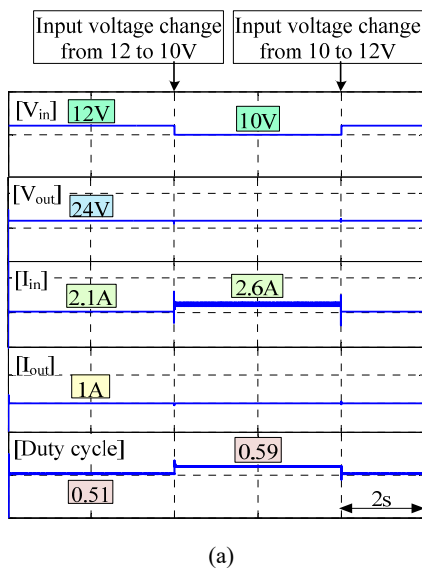 Input voltage change
from 12 to 10V
Input voltage change
from 10 to 12V
[Vin]
12V
10V
[Vout]
24V
[Iin]
2.1A
2.6A
[Iout]
1A
[Duty cycle]
0.59
0.51
2s
(a)